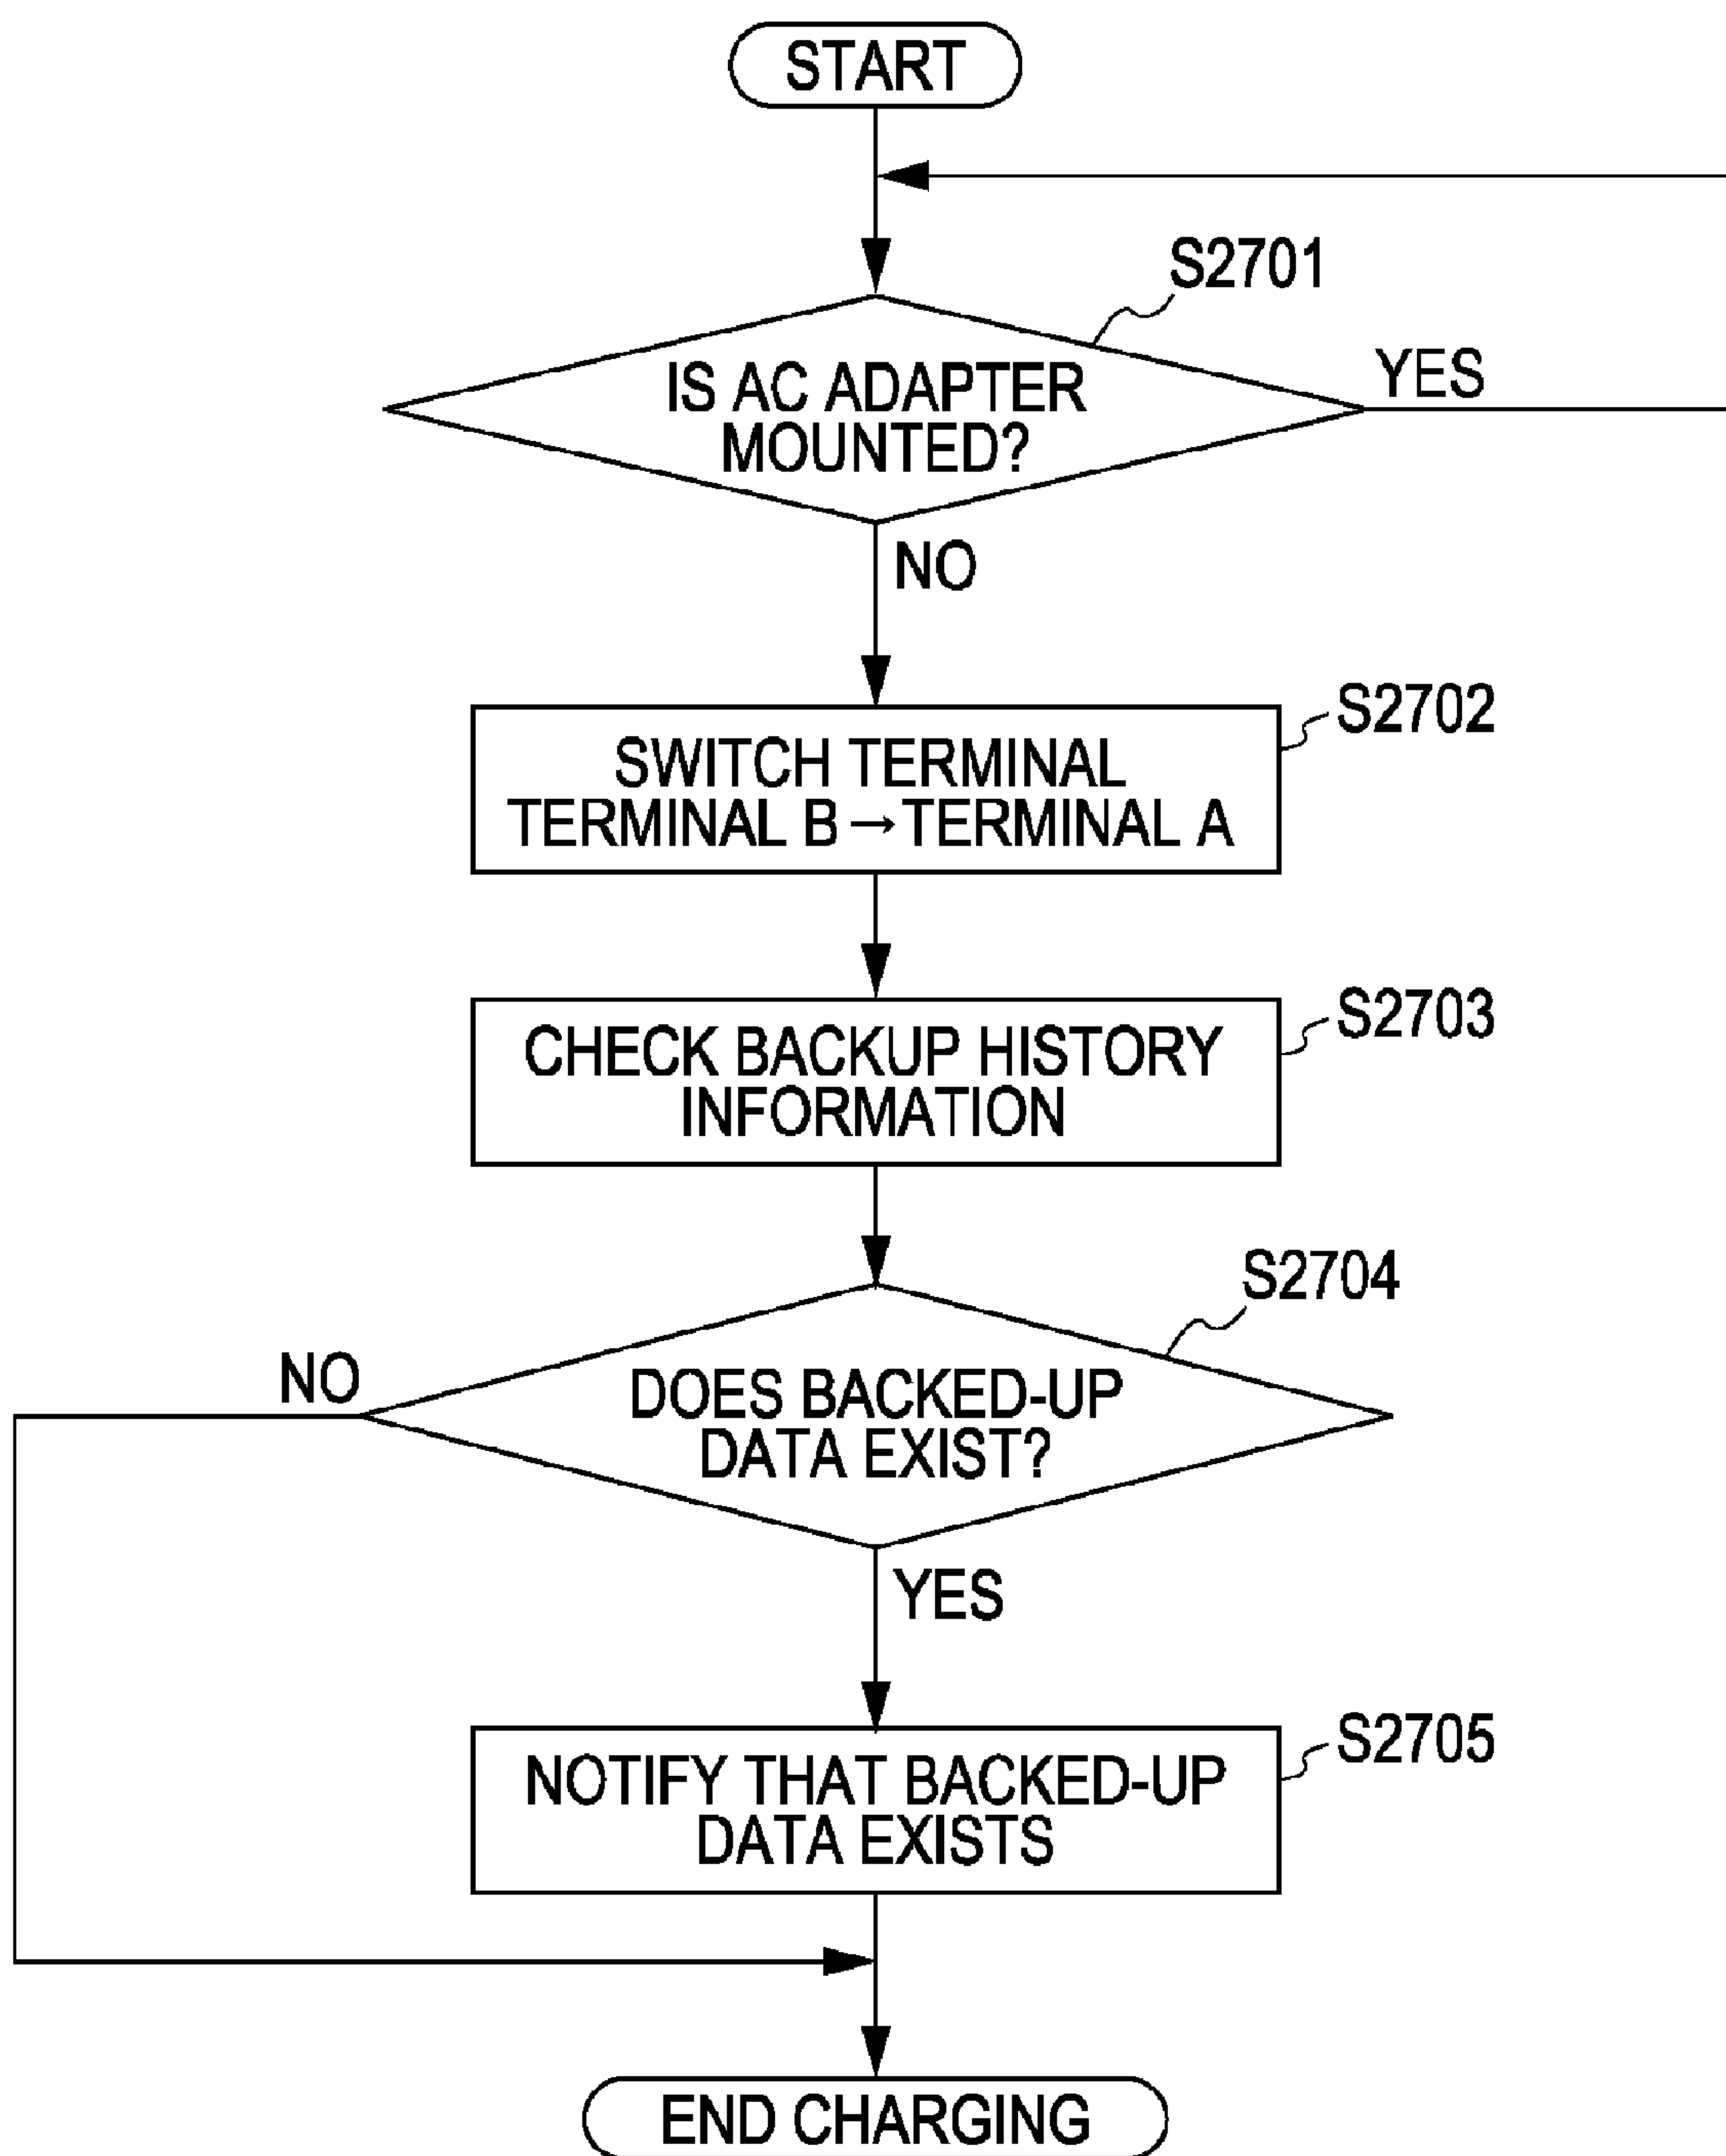 START
S2701
IS AC ADAPTER
MOUNTED?
YES
NO
S2702
SWITCH TERMINAL
TERMINAL B→TERMINAL A
S2703
CHECK BACKUP HISTORY
INFORMATION
S2704
NO
DOES BACKED-UP
DATA EXIST?
YES
S2705
NOTIFY THAT BACKED-UP
DATA EXISTS
END CHARGING